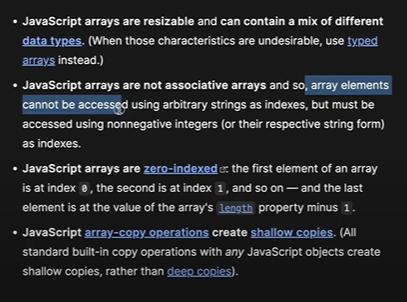 • JavaScript arrays are resizable and can contain a mix of different
data types. (When those characteristics are undesirable, use typed
arrays instead.)
• JavaScript arrays are not associative arrays and so, array elements
cannot be accessed using arbitrary strings as indexes, but must be
accessed using nonnegative integers (or their respective string form)
as indexes.
• JavaScript arrays are zero-indexed: the first element of an array
is at index 0, the second is at index 1, and so on — and the last
element is at the value of the array's length property minus 1.
• JavaScript array-copy operations create shallow copies. (All
standard built-in copy operations with any JavaScript objects create
shallow copies, rather than deep copies).